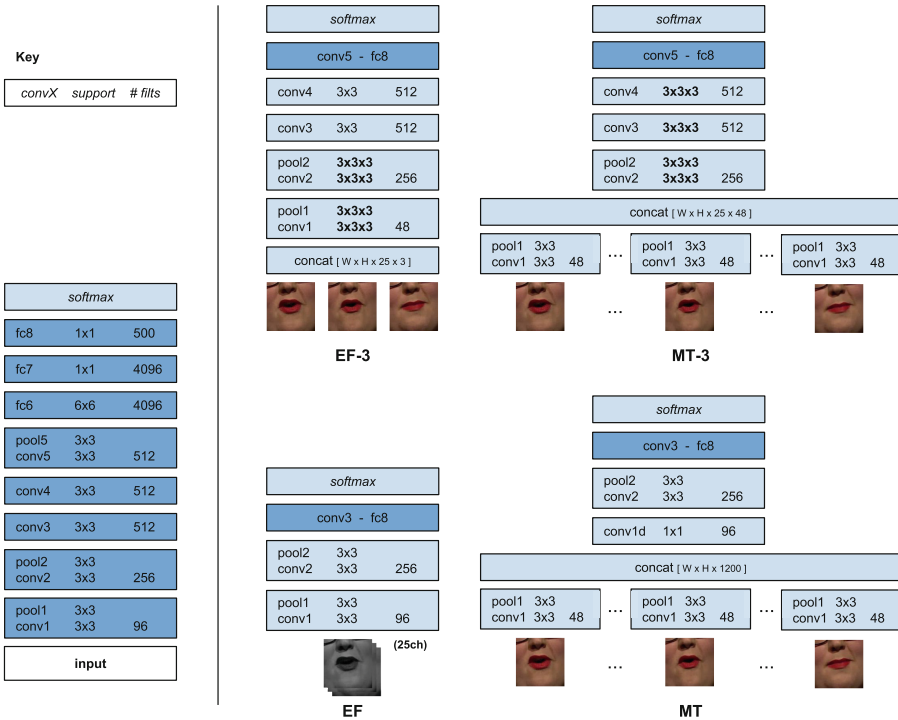 Key
convX support # filts
softmax
fc8 1x1 500
fc7 1x1 4096
fc6 6x6 4096
pool5 3x3
conv5 3x3 512
conv4 3x3 512
conv3 3x3 512
pool2 3x3
conv2 3x3 256
pool1 3x3
conv1 3x3 96
input
softmax
conv5 - fc8
conv4 3x3 512
conv3 3x3 512
pool2 3x3x3
conv2 3x3x3 256
pool1 3x3x3
conv1 3x3x3 48
concat [ W x H x 25 x 3 ]
EF-3
softmax
conv5 - fc8
conv4 3x3x3 512
conv3 3x3x3 512
pool2 3x3x3
conv2 3x3x3 256
concat [ W x H x 25 x 48 ]
pool1 3x3 ... pool1 3x3 ... pool1 3x3
conv1 3x3 48 conv1 3x3 48 conv1 3x3 48
... ...
MT-3
softmax
conv3 - fc8
pool2 3x3
conv2 3x3 256
pool1 3x3
conv1 3x3 96
(25ch)
EF
softmax
conv3 - fc8
pool2 3x3
conv2 3x3 256
conv1d 1x1 96
concat [ W x H x 1200 ]
pool1 3x3 ... pool1 3x3 ... pool1 3x3
conv1 3x3 48 conv1 3x3 48 conv1 3x3 48
... ...
MT